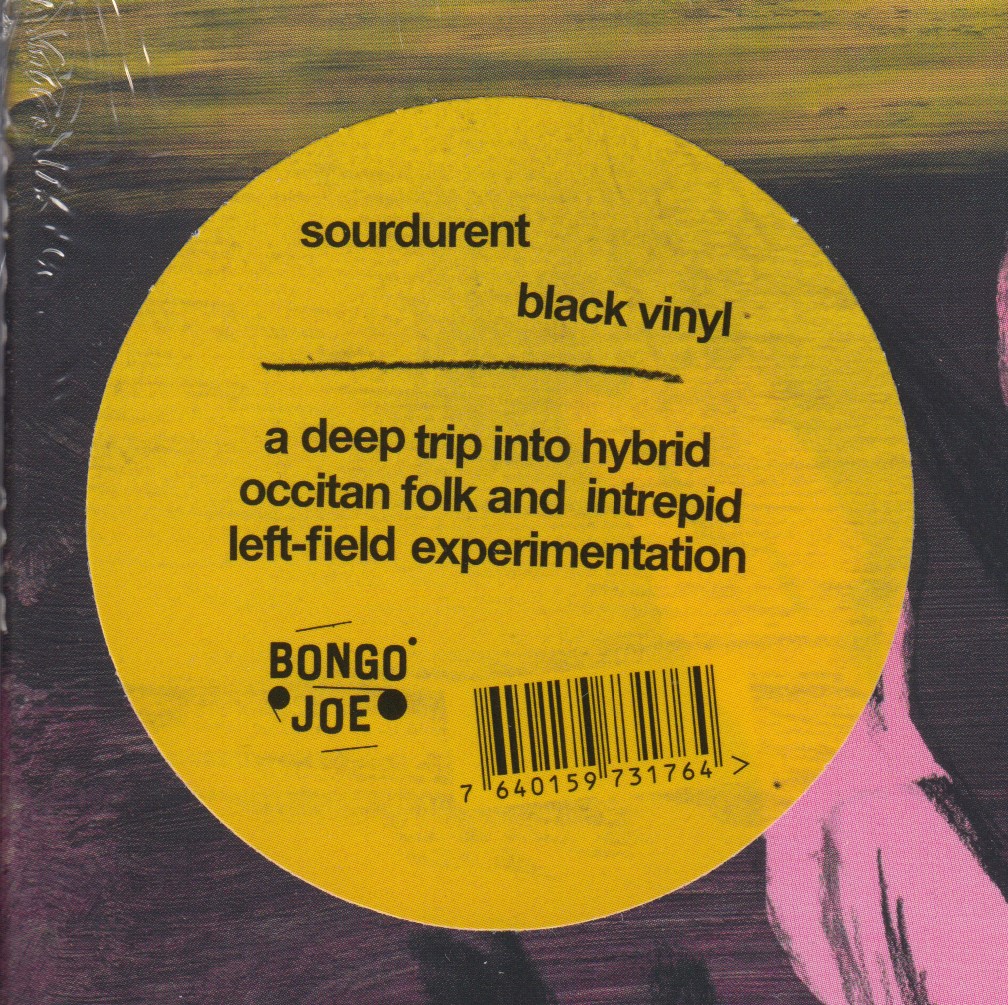 sourdurent
black vinyl
a deep trip into hybrid
occitan folk and intrepid
left-field experimentation
BONGO
JOE
7 640159 731764 >